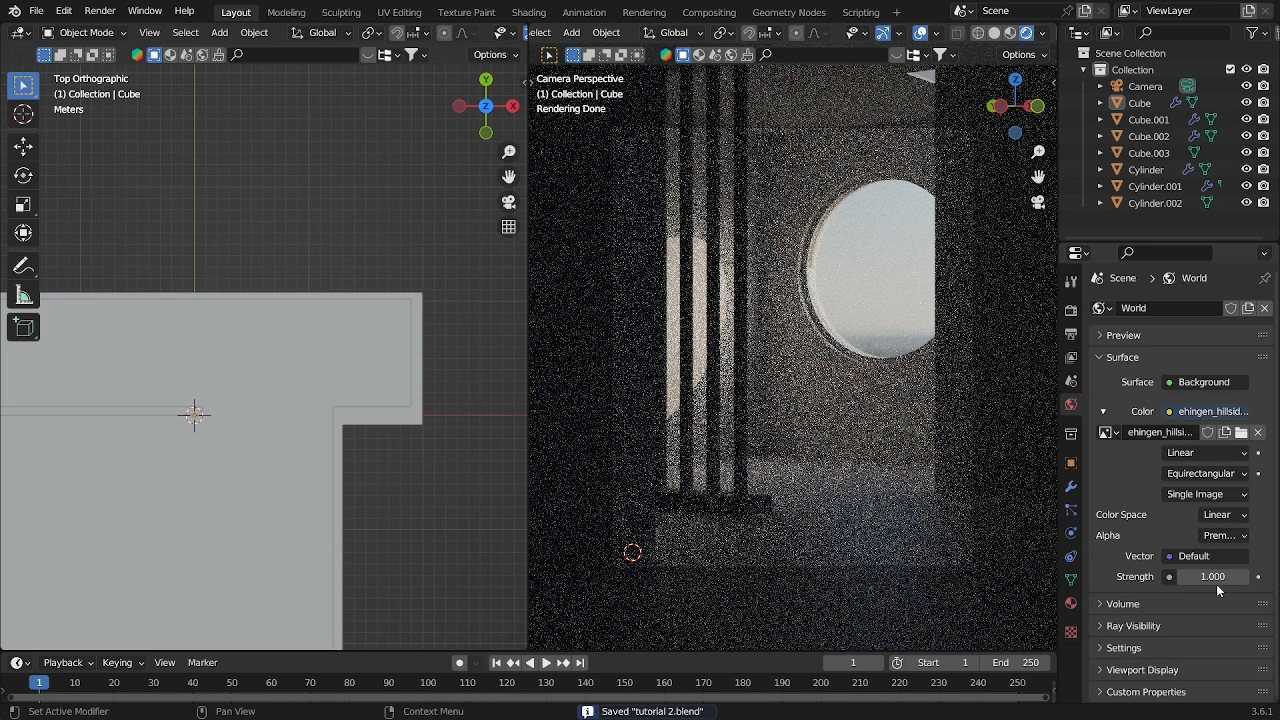 File Edit Render Window Help Layout Modeling Sculpting UV Editing Texture Paint Shading Animation Rendering Compositing Geometry Nodes Scripting Scene ViewLayer
Object Mode View Select Add Object Global elect Add Object Global
Options Options
Top Orthographic
(1) Collection | Cube
Meters
Y
Z
X
Camera Perspective
(1) Collection | Cube
Rendering Done
Z
Scene Collection
Collection
Camera
Cube
Cube.001
Cube.002
Cube.003
Cylinder
Cylinder.001
Cylinder.002
Scene > World
World
Preview
Surface
Surface Background
Color ehingen_hillsid...
ehingen_hillsi...
Linear
Equirectangular
Single Image
Color Space Linear
Alpha Prem...
Vector Default
Strength 1.000
Volume
Ray Visibility
Settings
Viewport Display
Custom Properties
Playback Keying View Marker 1 Start 1 End 250
1 10 20 30 40 50 60 70 80 90 100 110 120 130 140 150 160 170 180 190 200 210 220 230 240 250
Set Active Modifier Pan View Context Menu Saved "tutorial 2.blend" 3.6.1